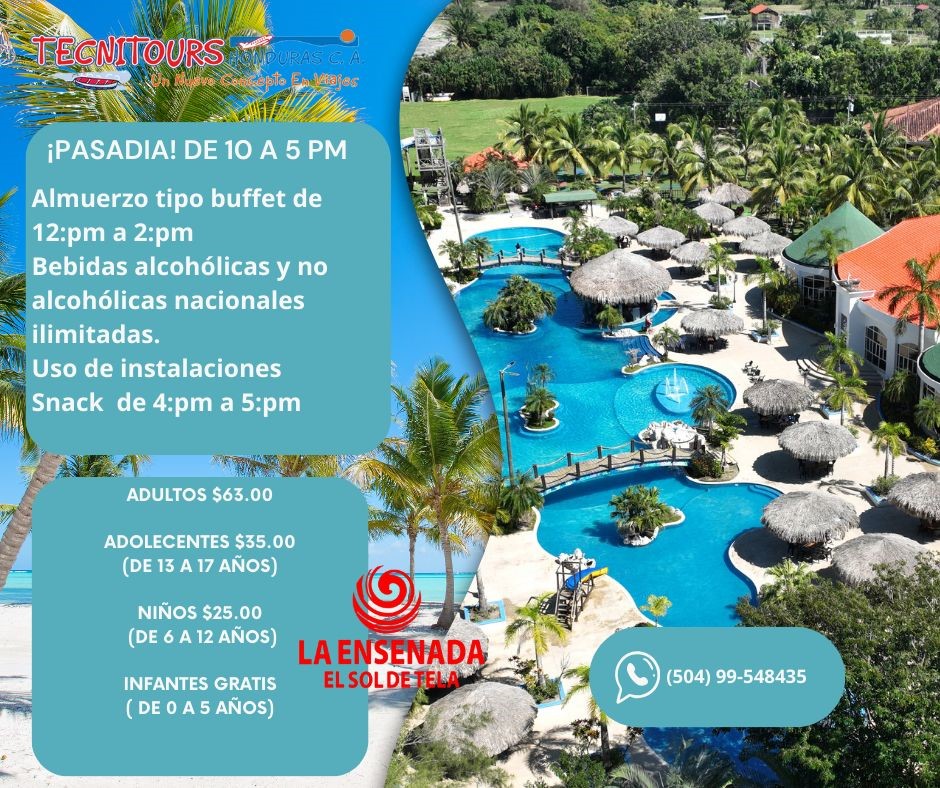 TECNITOURS HONDURAS C. A.
Un Nuevo Concepto En Viajes
¡PASADIA! DE 10 A 5 PM
Almuerzo tipo buffet de
12:pm a 2:pm
Bebidas alcohólicas y no
alcohólicas nacionales
ilimitadas.
Uso de instalaciones
Snack de 4:pm a 5:pm
ADULTOS $63.00
ADOLECENTES $35.00
(DE 13 A 17 AÑOS)
NIÑOS $25.00
(DE 6 A 12 AÑOS)
INFANTES GRATIS
( DE 0 A 5 AÑOS)
LA ENSENADA
EL SOL DE TELA
(504) 99-548435